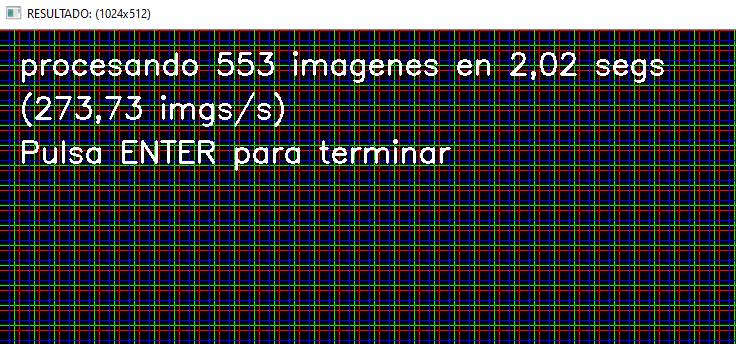 RESULTADO: (1024x512)
procesando 553 imagenes en 2,02 segs
(273,73 imgs/s)
Pulsa ENTER para terminar